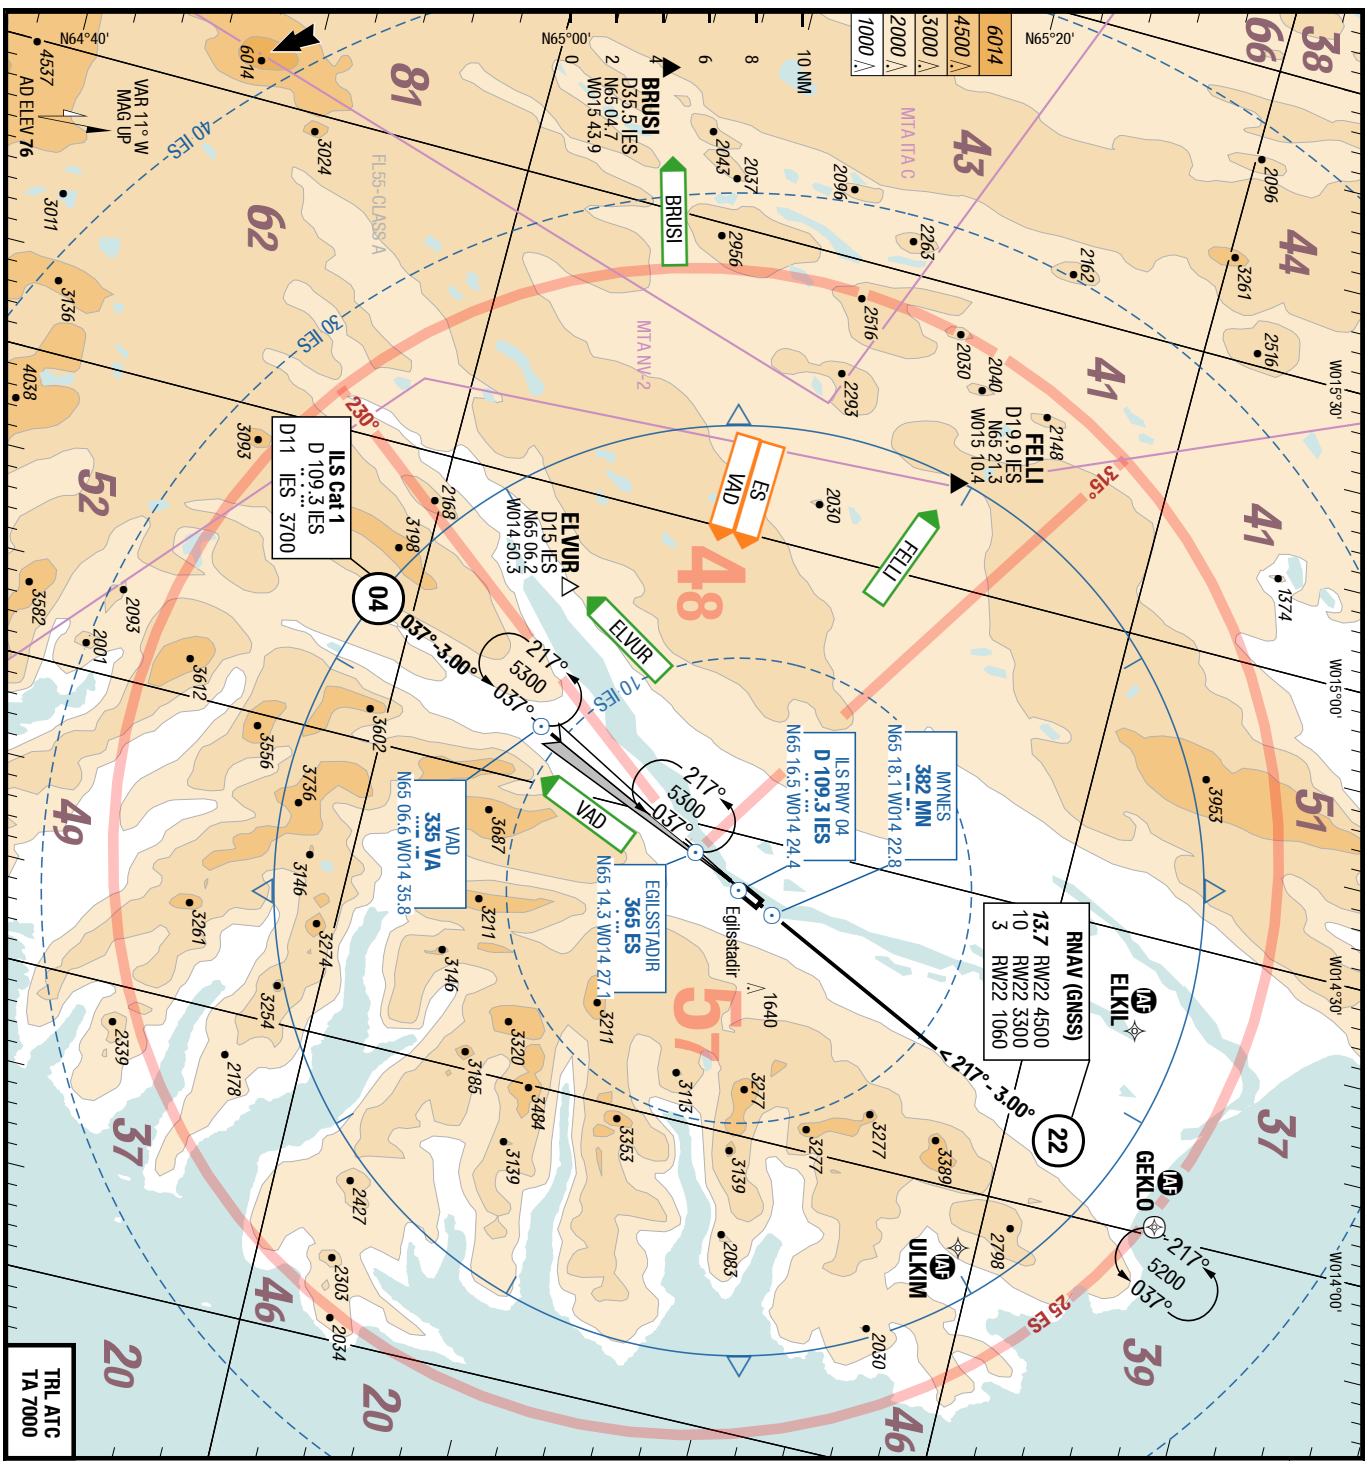 6014
4500
3000
2000
1000
10 NM
8
6
4
2
0
N64°40'
N65°00'
N65°20'
W015°30'
W015°00'
W014°30'
W014°00'
VAR 11° W
MAG UP
AD ELEV 76
38
66
43
44
41
41
51
37
39
46
20
46
20
37
49
52
62
81
48
57
MTA ITA C
MTA NV-2
FL55-CLASS A
40 IES
30 IES
10 IES
25 ES
230°
315°
BRUSI
D35.5 IES
N65 04.7
W015 43.9
BRUSI
FELLI
D19.9 IES
N65 21.3
W015 10.4
FELLI
ELVUR
D15 IES
N65 06.2
W014 50.3
ELVUR
ES
VAD
VAD
ILS Cat 1
D 109.3 IES
D11 IES 3700
04
037°-3.00°
217°
5300
037°
217°
5300
037°
MYNES
382 MN
N65 18.1 W014 22.8
ILS RWY 04
D 109.3 IES
N65 16.5 W014 24.4
EGILSSTADIR
365 ES
N65 14.3 W014 27.1
VAD
335 VA
N65 06.6 W014 35.8
Egilsstadir
RNAV (GNSS)
13.7 RW22 4500
10 RW22 3300
3 RW22 1060
22
< 217° - 3.00°
IAF
ELKIL
IAF
GEKLO
217°
5200
037°
IAF
ULKIM
4537
6014
3024
3011
3136
4038
3093
2043
2037
2096
2956
2263
2162
2096
3261
2516
2516
2030
2040
2293
2148
2030
1374
3953
2168
3198
3582
2093
2001
3612
3556
3602
3736
3687
3146
3261
3274
3211
3146
3254
2339
2178
3211
3320
3185
3484
3139
3353
3113
3277
3139
3277
3277
3389
2798
2083
2030
2427
2303
2034
1640
TRL ATC
TA 7000